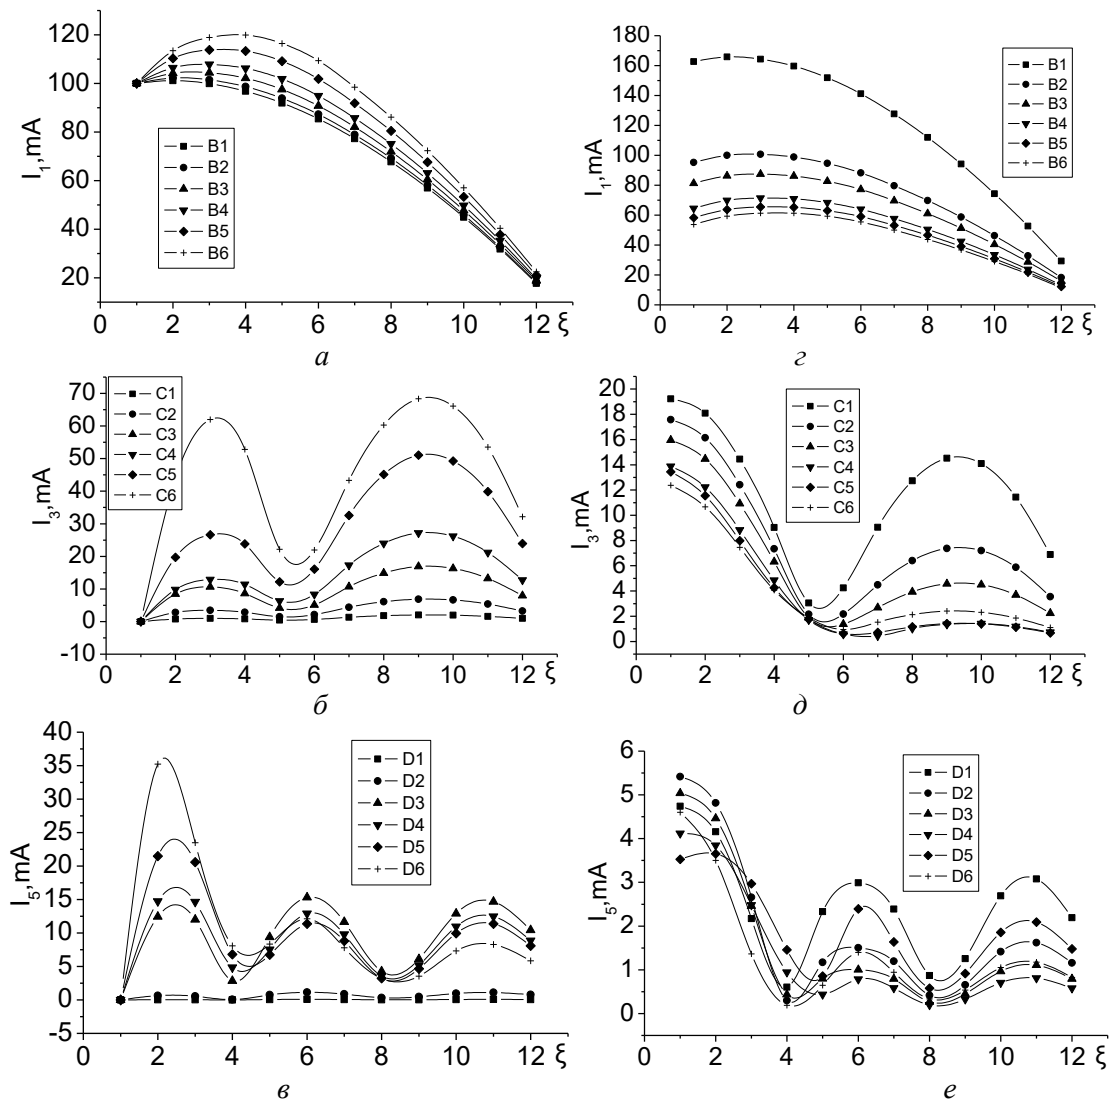 I1,mA
120
100
80
60
40
20
B1
B2
B3
B4
B5
B6
0 2 4 6 8 10 12 ξ
а
I1,mA
180
160
140
120
100
80
60
40
20
0
B1
B2
B3
B4
B5
B6
0 2 4 6 8 10 12 ξ
г
I3,mA
70
60
50
40
30
20
10
0
-10
C1
C2
C3
C4
C5
C6
0 2 4 6 8 10 12 ξ
б
I3,mA
20
18
16
14
12
10
8
6
4
2
0
C1
C2
C3
C4
C5
C6
0 2 4 6 8 10 12 ξ
д
I5,mA
40
35
30
25
20
15
10
5
0
-5
D1
D2
D3
D4
D5
D6
0 2 4 6 8 10 12 ξ
в
I5,mA
6
5
4
3
2
1
0
D1
D2
D3
D4
D5
D6
0 2 4 6 8 10 12 ξ
е